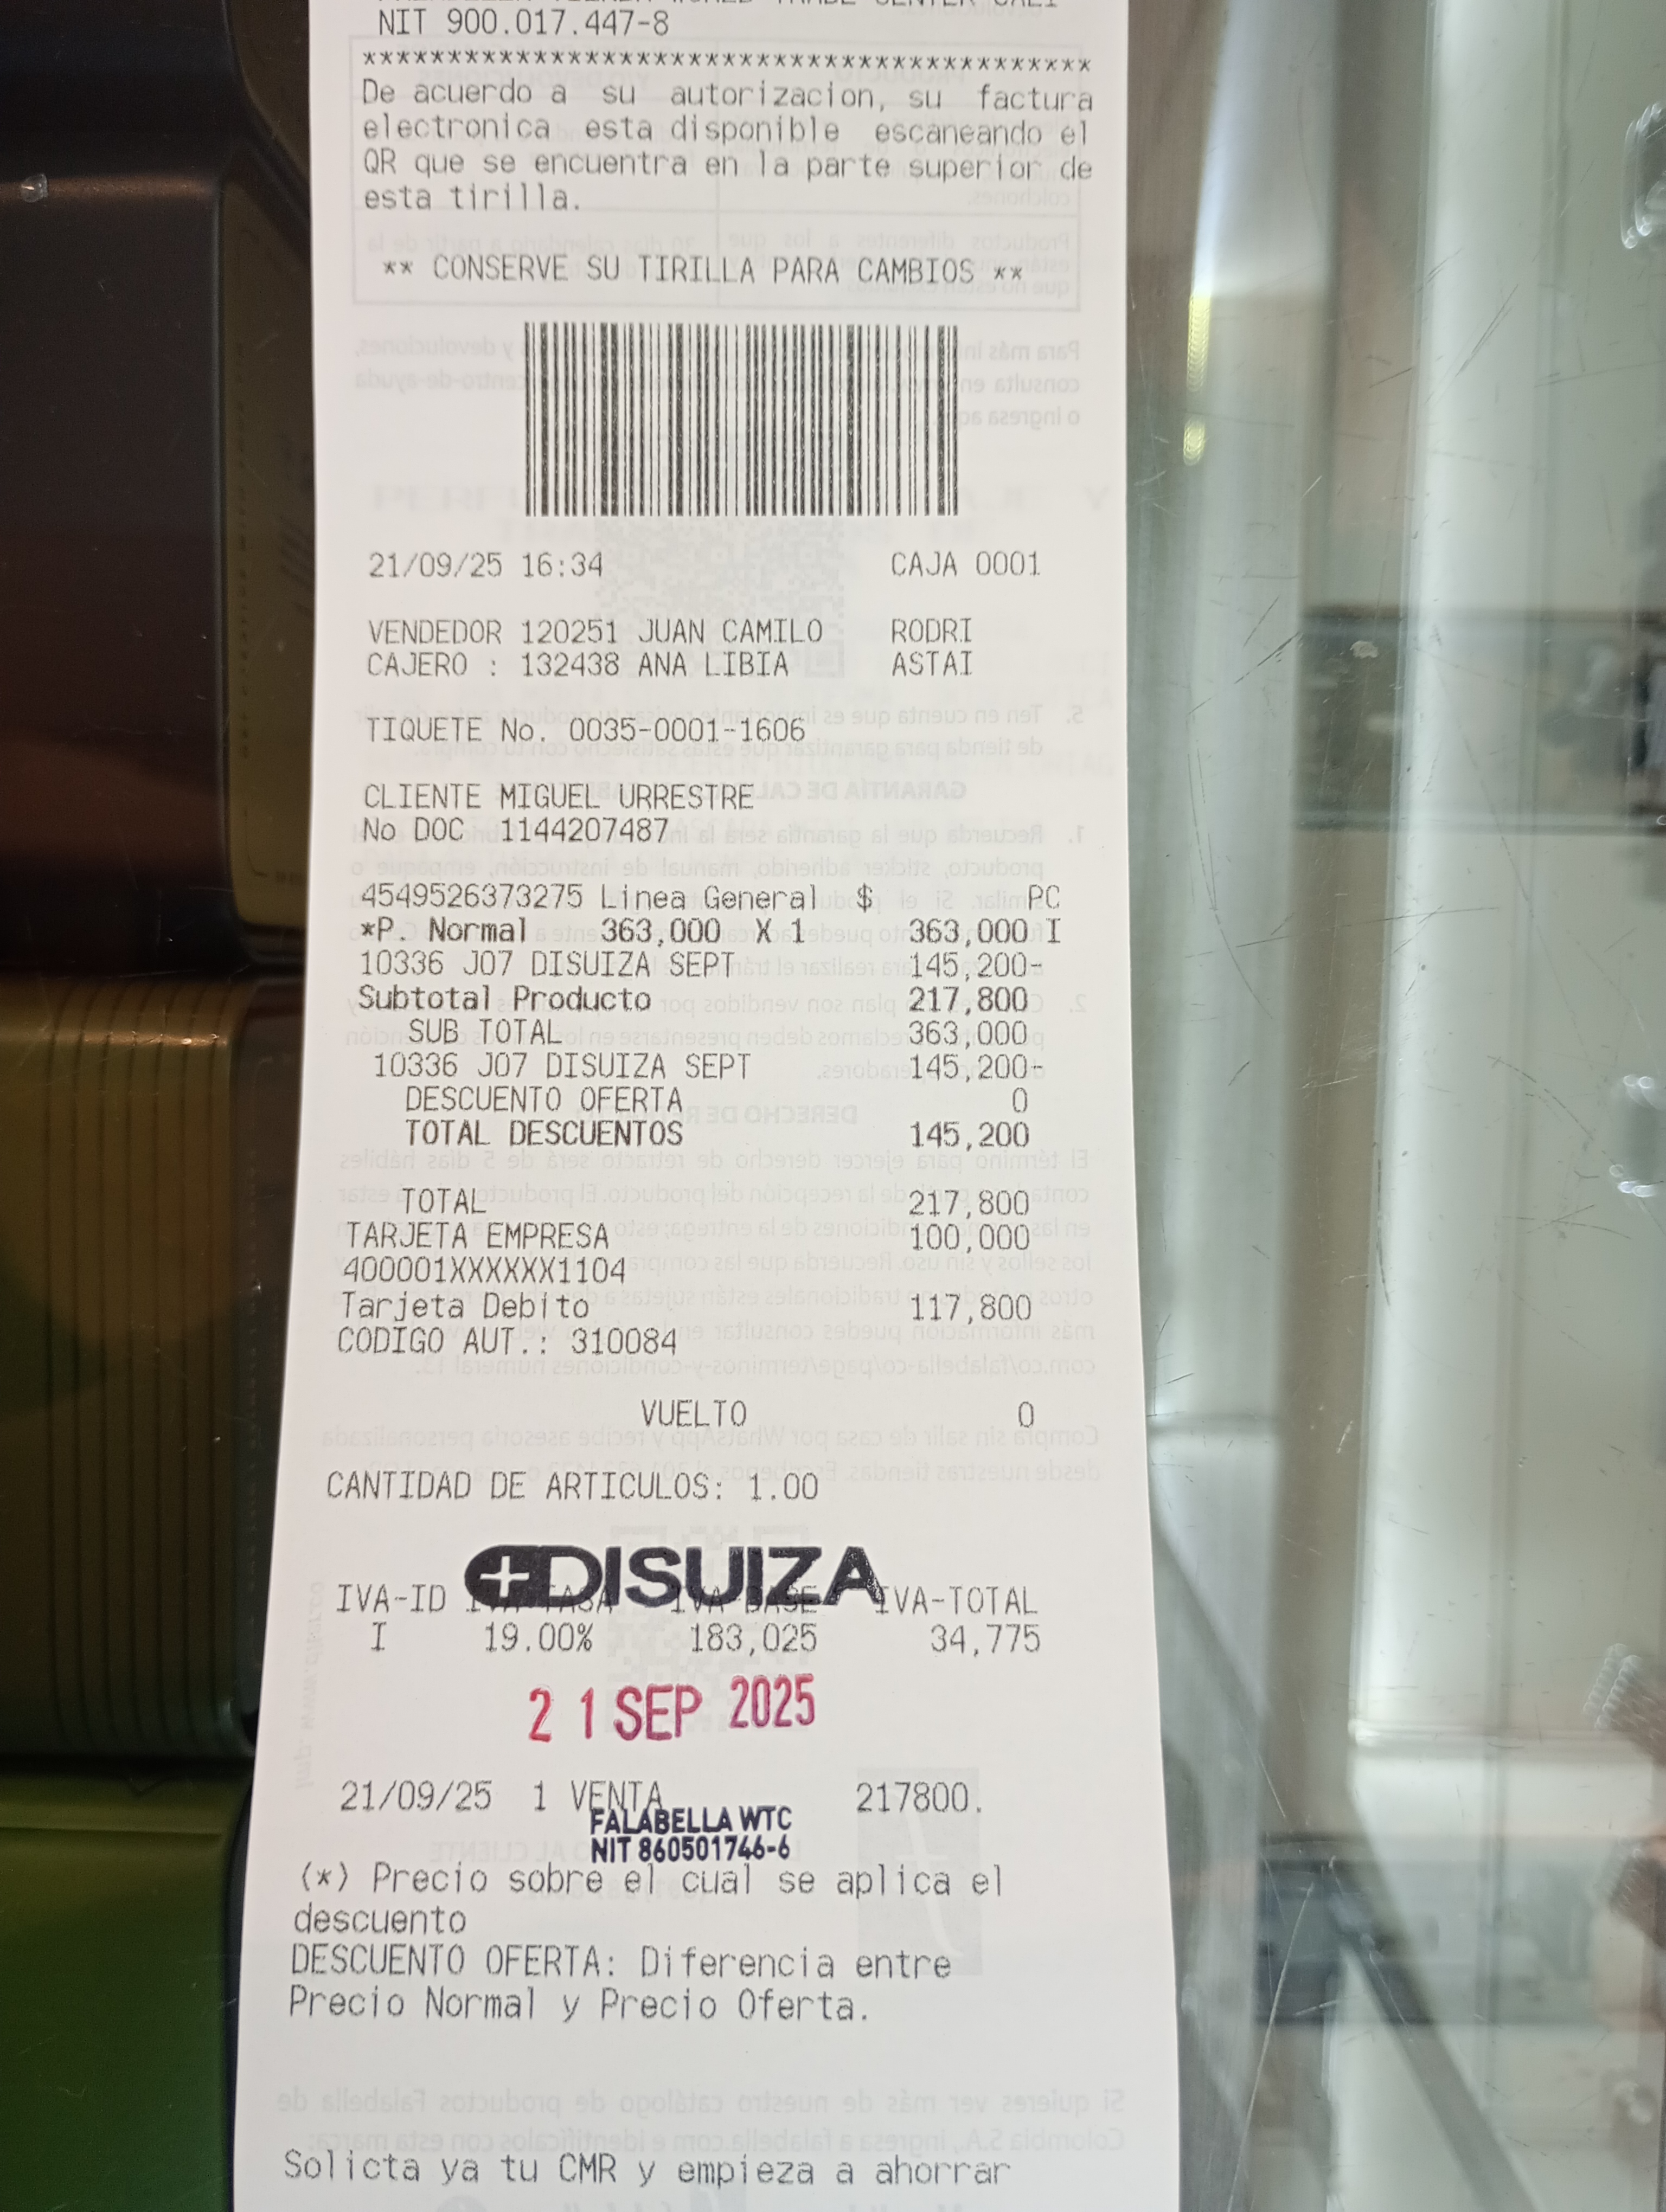 NIT 900.017.447-8
*******************************************
De acuerdo a su autorizacion, su factura
electronica esta disponible escaneando el
QR que se encuentra en la parte superior de
esta tirilla.
** CONSERVE SU TIRILLA PARA CAMBIOS **
21/09/25 16:34 CAJA 0001
VENDEDOR 120251 JUAN CAMILO RODRI
CAJERO : 132438 ANA LIBIA ASTAI
TIQUETE No. 0035-0001-1606
CLIENTE MIGUEL URRESTRE
No DOC 1144207487
4549526373275 Linea General $ PC
*P. Normal 363,000 X 1 363,000 I
10336 J07 DISUIZA SEPT 145,200-
Subtotal Producto 217,800
SUB TOTAL 363,000
10336 J07 DISUIZA SEPT 145,200-
DESCUENTO OFERTA 0
TOTAL DESCUENTOS 145,200
TOTAL 217,800
TARJETA EMPRESA 100,000
400001XXXXXX1104
Tarjeta Debito 117,800
CODIGO AUT.: 310084
VUELTO 0
CANTIDAD DE ARTICULOS: 1.00
DISUIZA
IVA-ID IVA-TASA IVA-BASE IVA-TOTAL
I 19.00% 183,025 34,775
21 SEP 2025
21/09/25 1 VENTA 217800.
FALABELLA WTC
NIT 860501746-6
(*) Precio sobre el cual se aplica el
descuento
DESCUENTO OFERTA: Diferencia entre
Precio Normal y Precio Oferta.
Solicta ya tu CMR y empieza a ahorrar